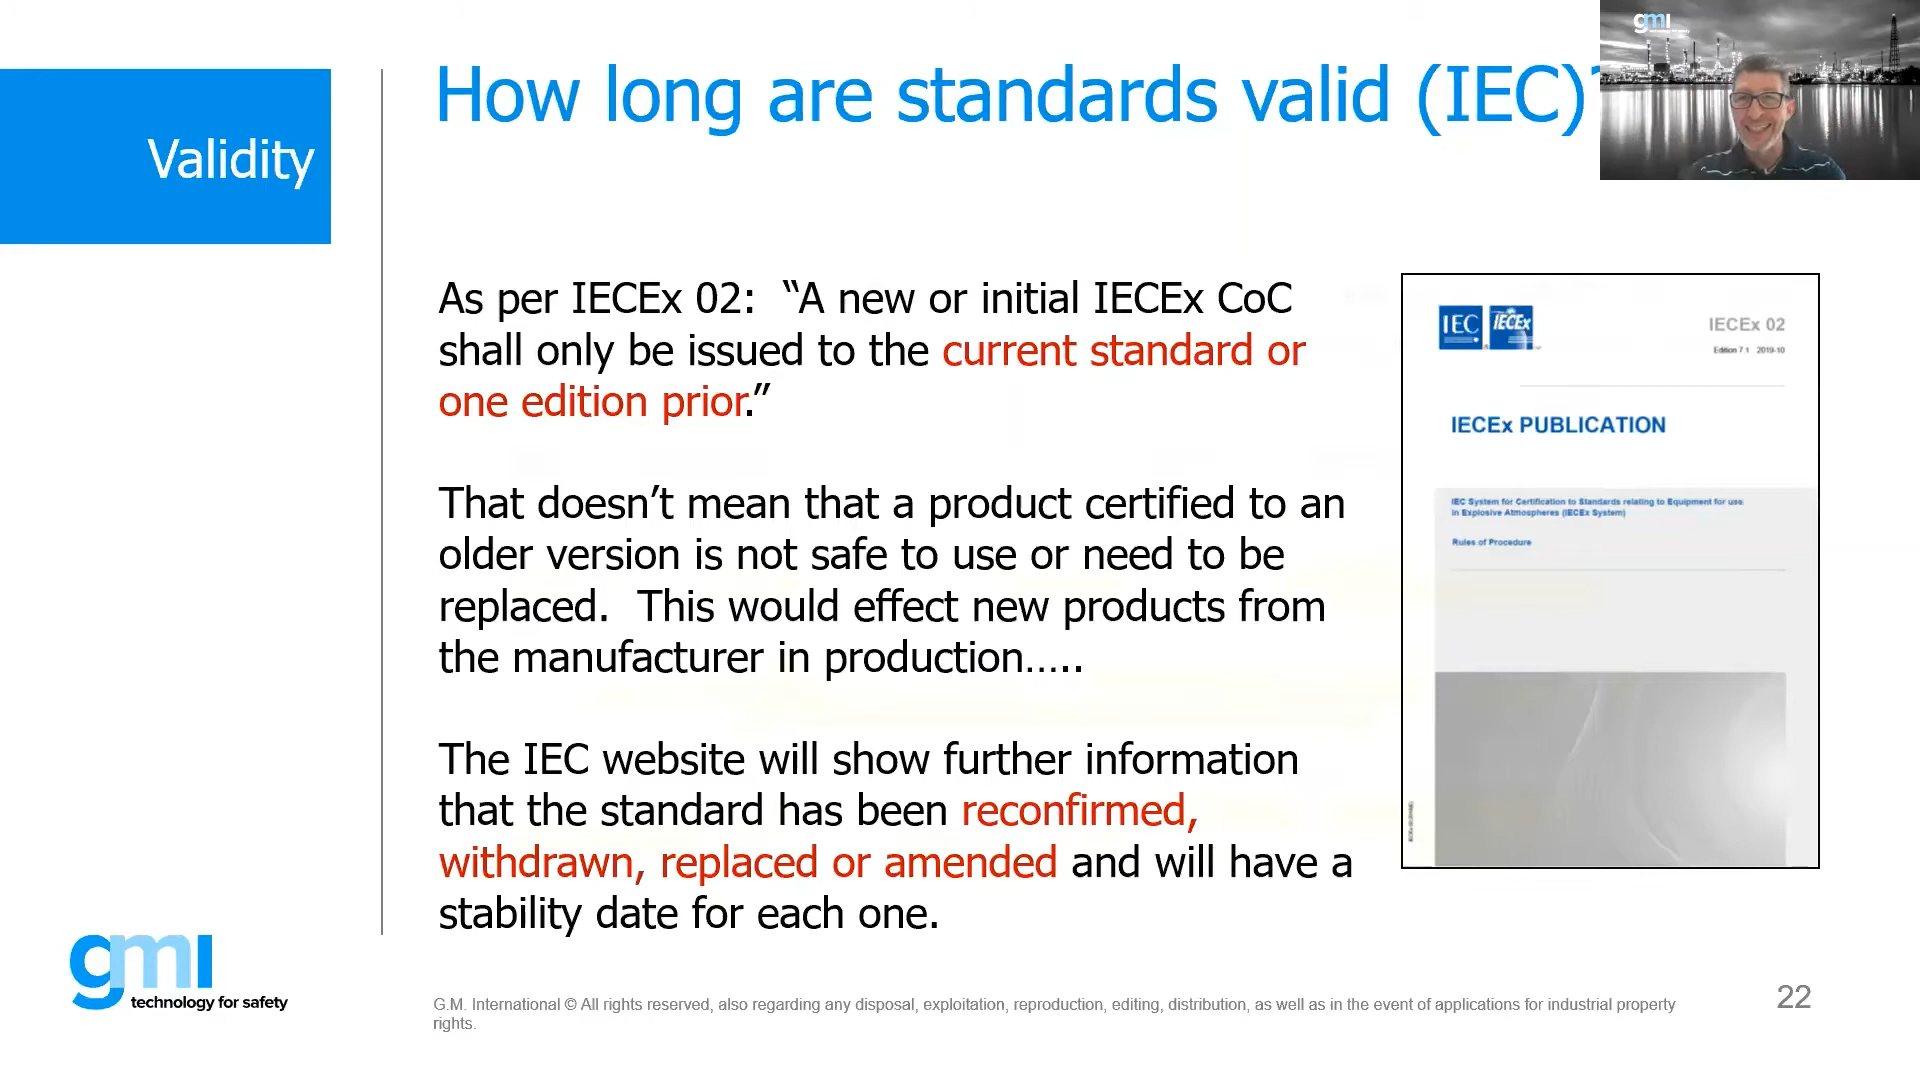 Validity
How long are standards valid (IEC)?
gmi
As per IECEx 02:  “A new or initial IECEx CoC
shall only be issued to the current standard or
one edition prior.”
That doesn’t mean that a product certified to an
older version is not safe to use or need to be
replaced.  This would effect new products from
the manufacturer in production…..
The IEC website will show further information
that the standard has been reconfirmed,
withdrawn, replaced or amended and will have a
stability date for each one.
IEC IECEx
IECEx 02
Edition 7.1 2019-10
IECEx PUBLICATION
IEC System for Certification to Standards relating to Equipment for use
in Explosive Atmospheres (IECEx System)
Rules of Procedure
gmi
technology for safety
G.M. International © All rights reserved, also regarding any disposal, exploitation, reproduction, editing, distribution, as well as in the event of applications for industrial property
rights.
22